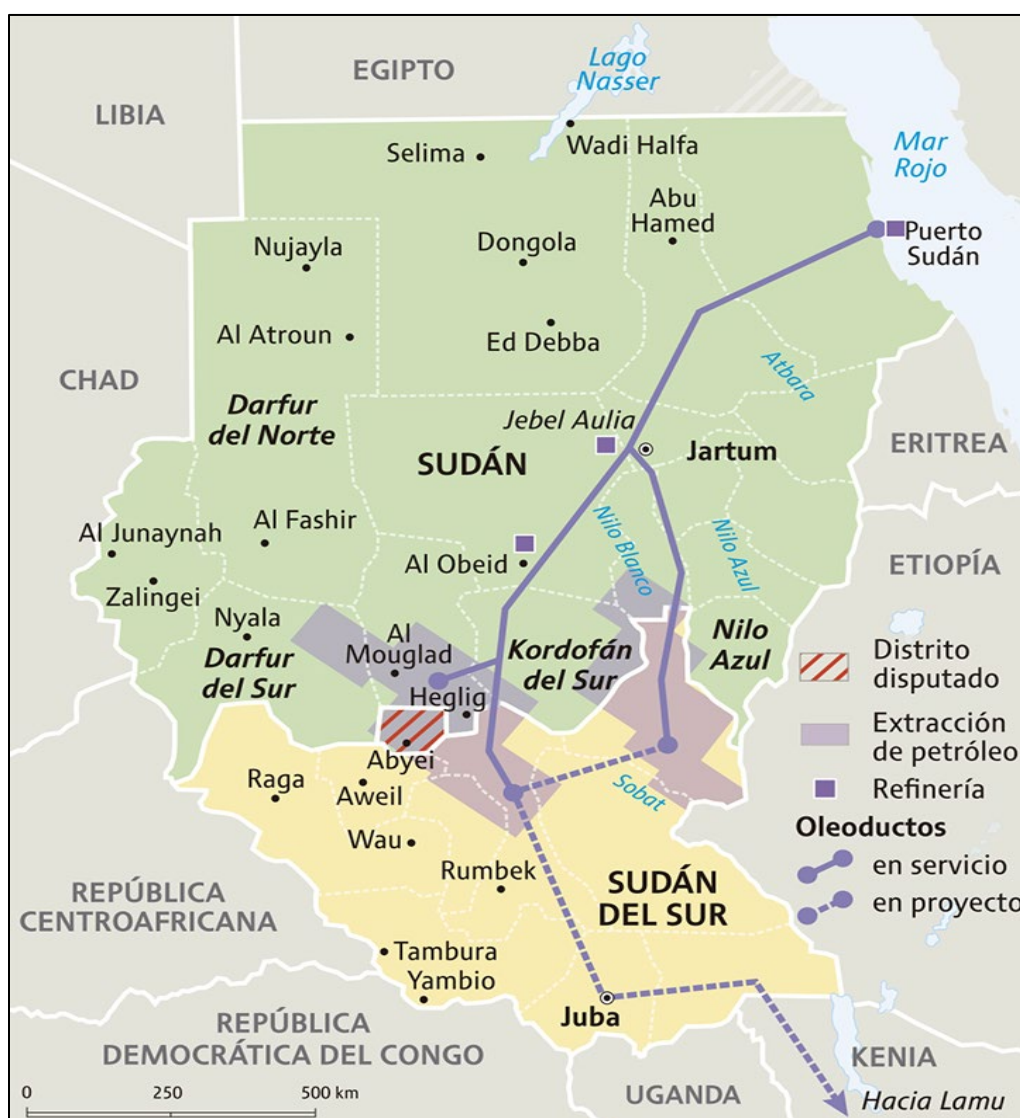 EGIPTO
LIBIA
Lago
Nasser
Selima
Wadi Halfa
Mar
Rojo
Abu
Hamed
Nujayla
Dongola
Puerto
Sudán
Al Atroun
Ed Debba
CHAD
Atbara
Darfur
del Norte
Jebel Aulia
SUDÁN
Jartum
ERITREA
Al Junaynah
Al Fashir
Al Obeid
Nilo Blanco
Nilo Azul
ETIOPÍA
Zalingei
Nyala
Darfur
del Sur
Al
Mouglad
Kordofán
del Sur
Nilo
Azul
Heglig
Abyei
Raga
Aweil
Sobat
Wau
Rumbek
SUDÁN
DEL SUR
Distrito
disputado
Extracción
de petróleo
Refinería
Oleoductos
en servicio
en proyecto
REPÚBLICA
CENTROAFRICANA
Tambura
Yambio
Juba
REPÚBLICA
DEMOCRÁTICA DEL CONGO
UGANDA
KENIA
Hacia Lamu
0 250 500 km